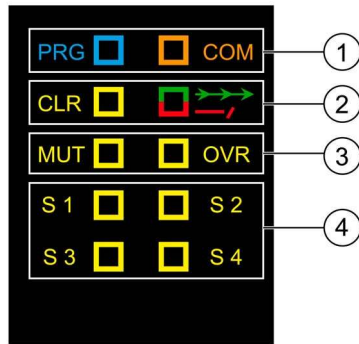 PRG COM 1
CLR 2
MUT OVR 3
S 1 S 2
4
S 3 S 4